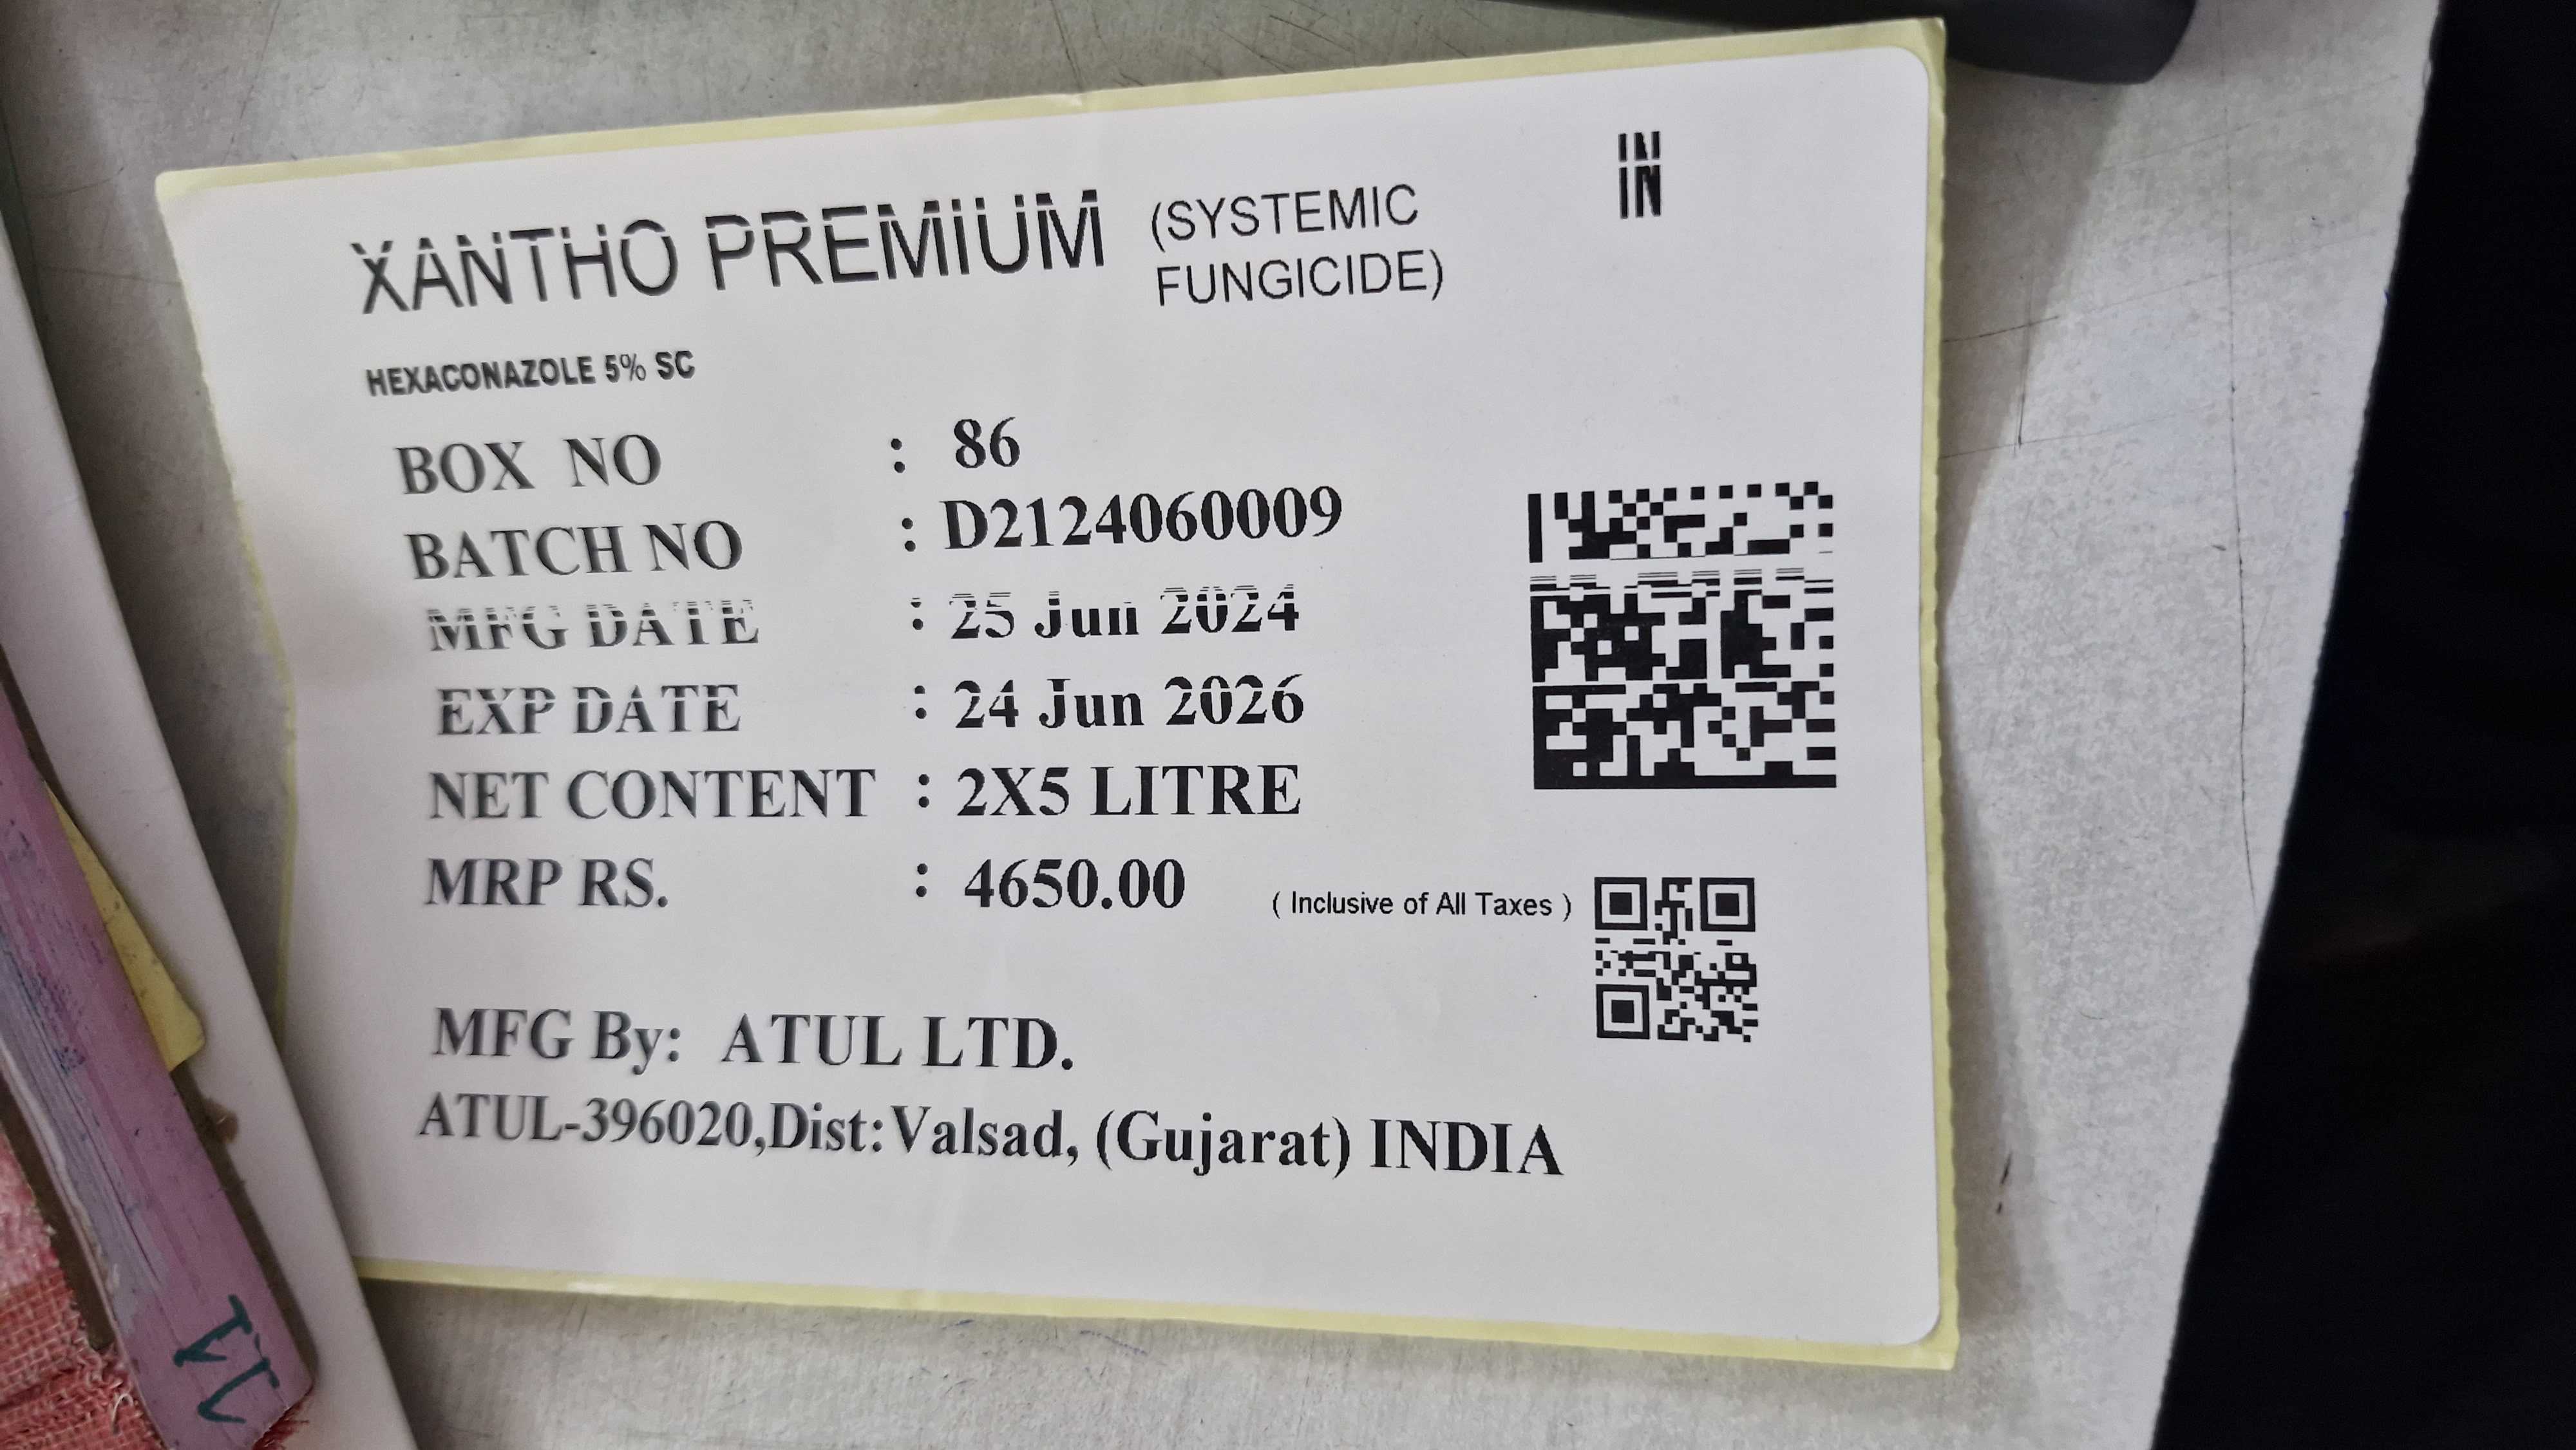 XANTHO PREMIUM (SYSTEMIC
FUNGICIDE)
IN
HEXACONAZOLE 5% SC
BOX NO : 86
BATCH NO : D2124060009
MFG DATE : 25 Jun 2024
EXP DATE : 24 Jun 2026
NET CONTENT : 2X5 LITRE
MRP RS. : 4650.00 ( Inclusive of All Taxes )
MFG By: ATUL LTD.
ATUL-396020,Dist:Valsad, (Gujarat) INDIA